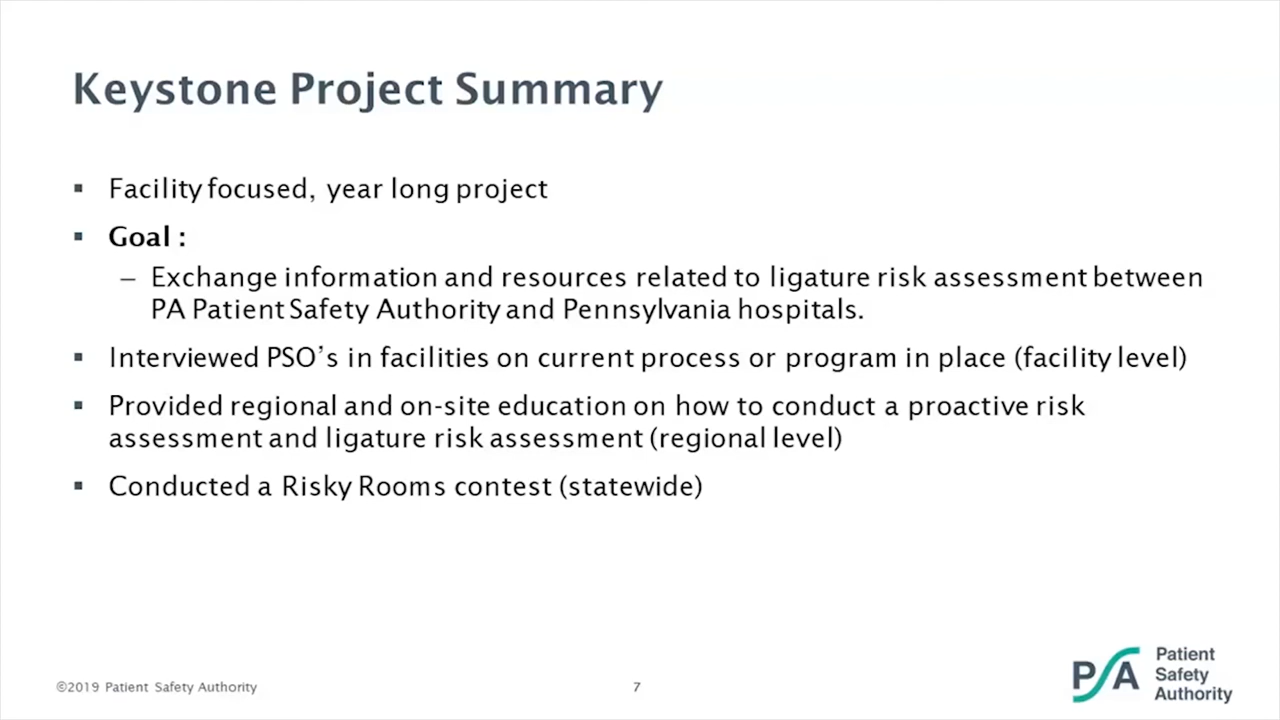 Keystone Project Summary
▪ Facility focused, year long project
▪ Goal :
– Exchange information and resources related to ligature risk assessment between
PA Patient Safety Authority and Pennsylvania hospitals.
▪ Interviewed PSO’s in facilities on current process or program in place (facility level)
▪ Provided regional and on-site education on how to conduct a proactive risk
assessment and ligature risk assessment (regional level)
▪ Conducted a Risky Rooms contest (statewide)
©2019 Patient Safety Authority
7
PSA
Patient
Safety
Authority